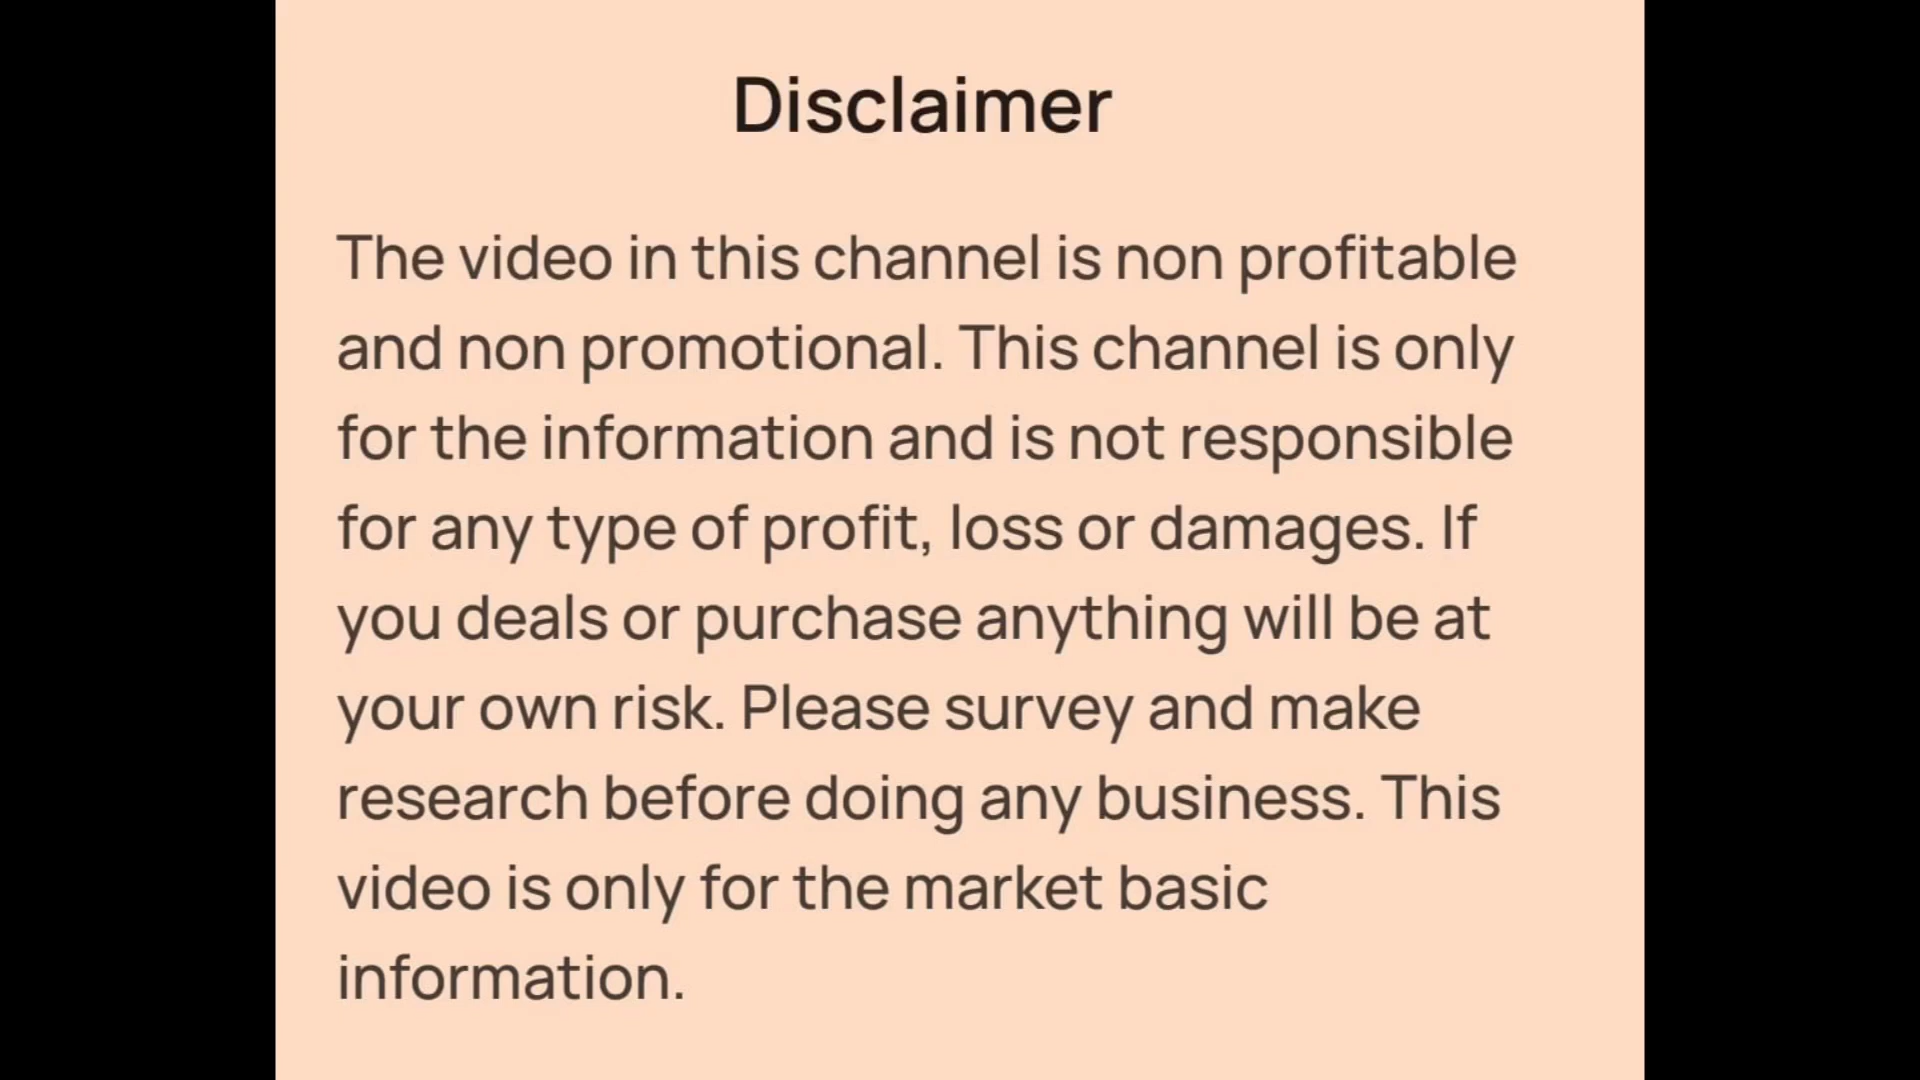 Disclaimer
The video in this channel is non profitable
and non promotional. This channel is only
for the information and is not responsible
for any type of profit, loss or damages. If
you deals or purchase anything will be at
your own risk. Please survey and make
research before doing any business. This
video is only for the market basic
information.